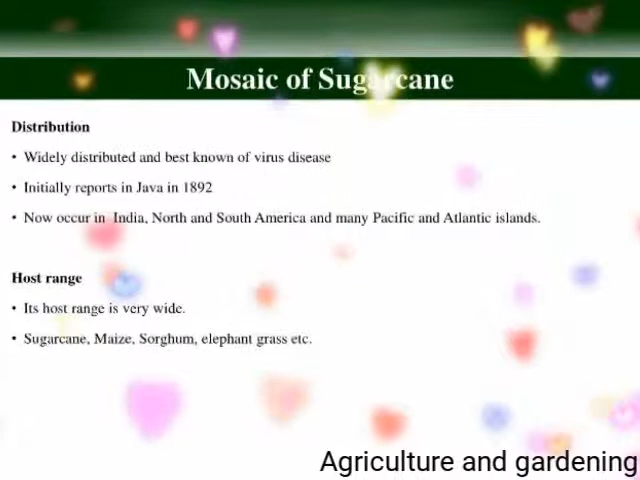 Mosaic of Sugarcane
Distribution
• Widely distributed and best known of virus disease
• Initially reports in Java in 1892
• Now occur in India, North and South America and many Pacific and Atlantic islands.
Host range
• Its host range is very wide.
• Sugarcane, Maize, Sorghum, elephant grass etc.
Agriculture and gardening